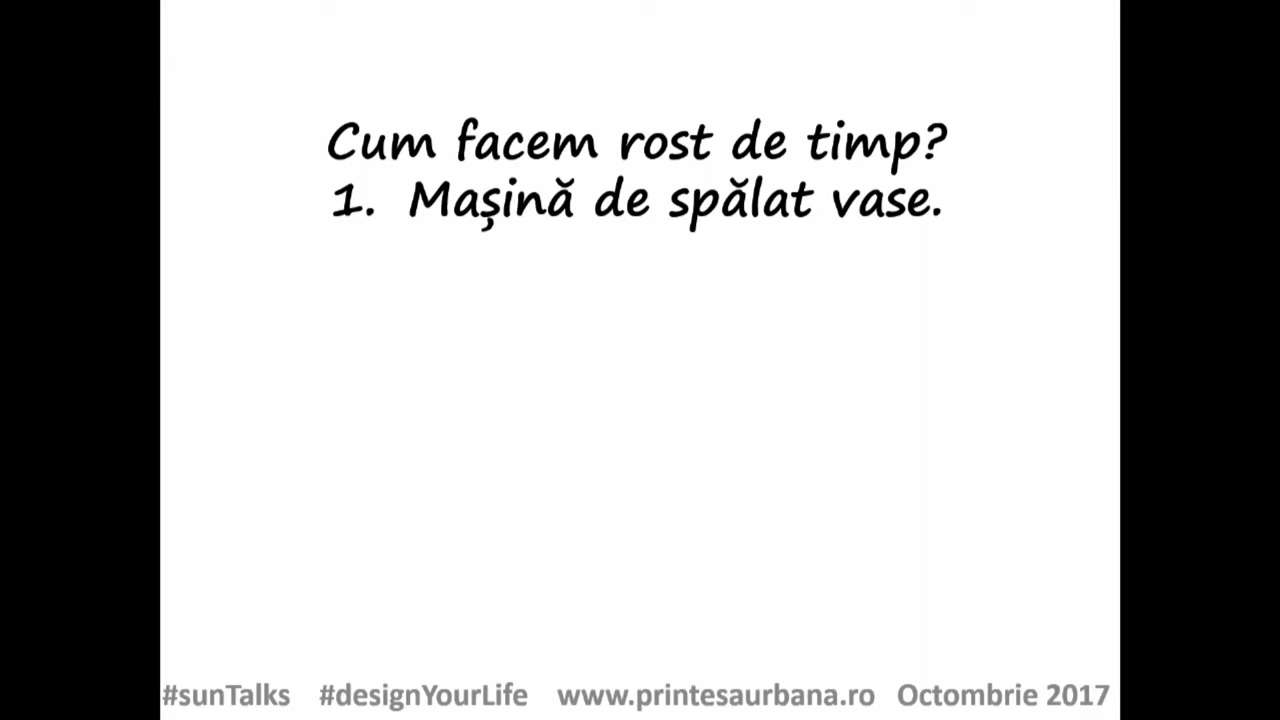 Cum facem rost de timp?
1. Mașină de spălat vase.
#sunTalks #designYourLife www.printesaurbana.ro Octombrie 2017